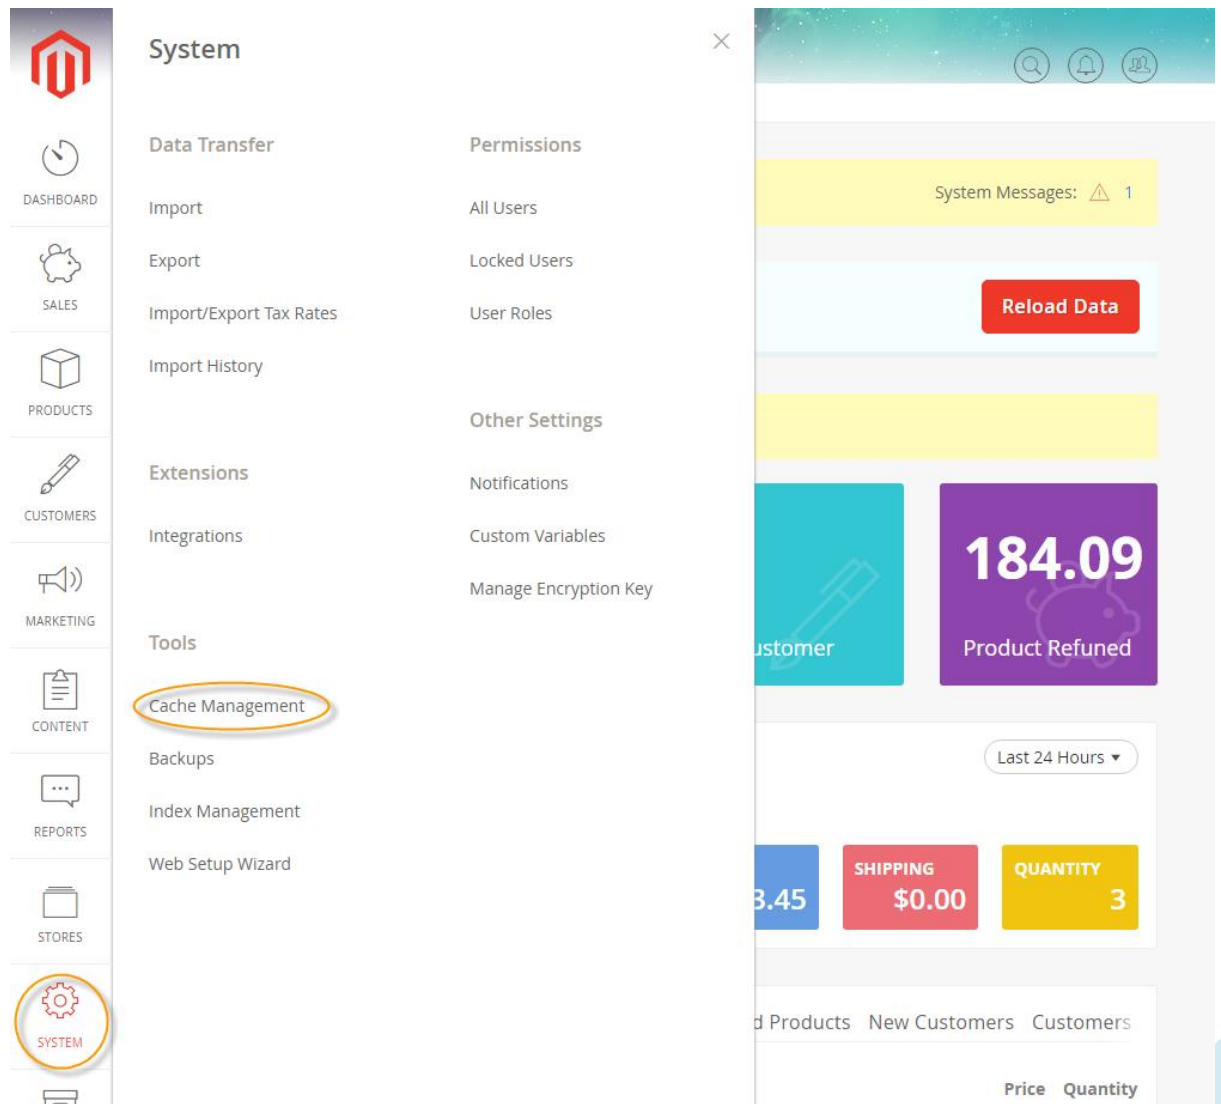 DASHBOARD
SALES
PRODUCTS
CUSTOMERS
MARKETING
CONTENT
REPORTS
STORES
SYSTEM
System
Data Transfer
Import
Export
Import/Export Tax Rates
Import History
Extensions
Integrations
Tools
Cache Management
Backups
Index Management
Web Setup Wizard
Permissions
All Users
Locked Users
User Roles
Other Settings
Notifications
Custom Variables
Manage Encryption Key
System Messages: 1
Reload Data
ustomer
184.09
Product Refuned
Last 24 Hours
3.45
SHIPPING
$0.00
QUANTITY
3
d Products New Customers Customers
Price Quantity